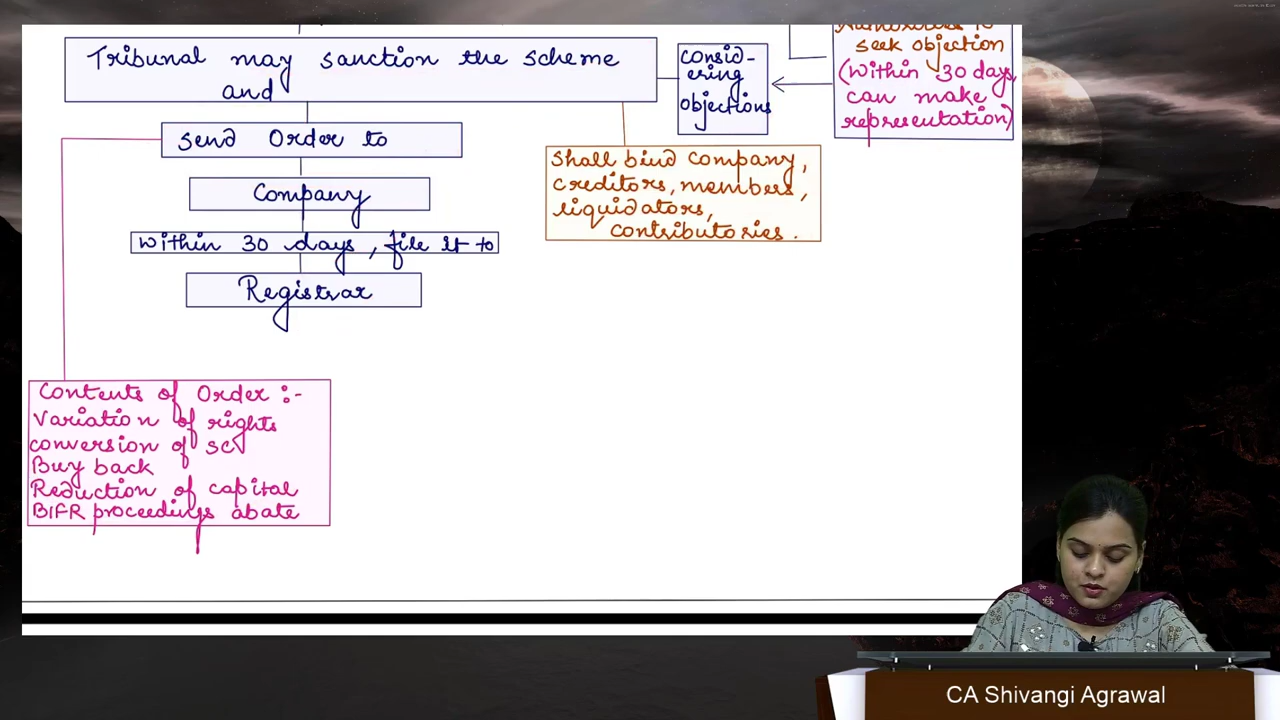 Authorities to
seek objection
(Within 30 days,
can make
representation)
Tribunal may sanction the scheme
and
consid-
ering
objections
Send Order to
Company
Within 30 days, file it to
Registrar
Shall bind company,
creditors, members,
liquidators,
contributories.
Contents of Order :-
Variation of rights
conversion of SC
Buy back
Reduction of capital
BIFR proceedings abate
CA Shivangi Agrawal